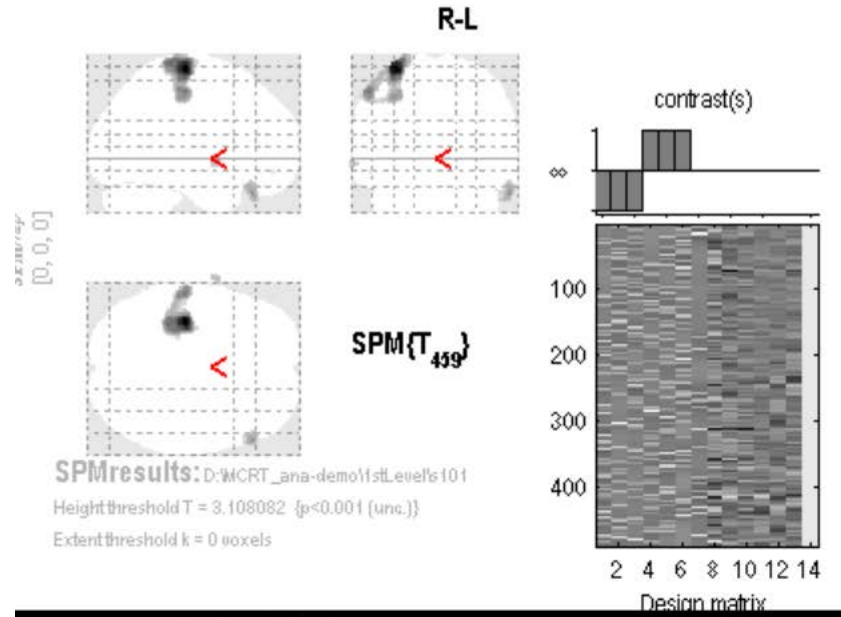 R-L
contrast(s)
[0, 0, 0]
<
<
<
SPM{T459}
SPMresults: D:\MCRT_ana-demo\1stLevel\s101
Height threshold T = 3.108082 {p<0.001 (unc.)}
Extent threshold k = 0 voxels
100
200
300
400
2 4 6 8 10 12 14
Design matrix